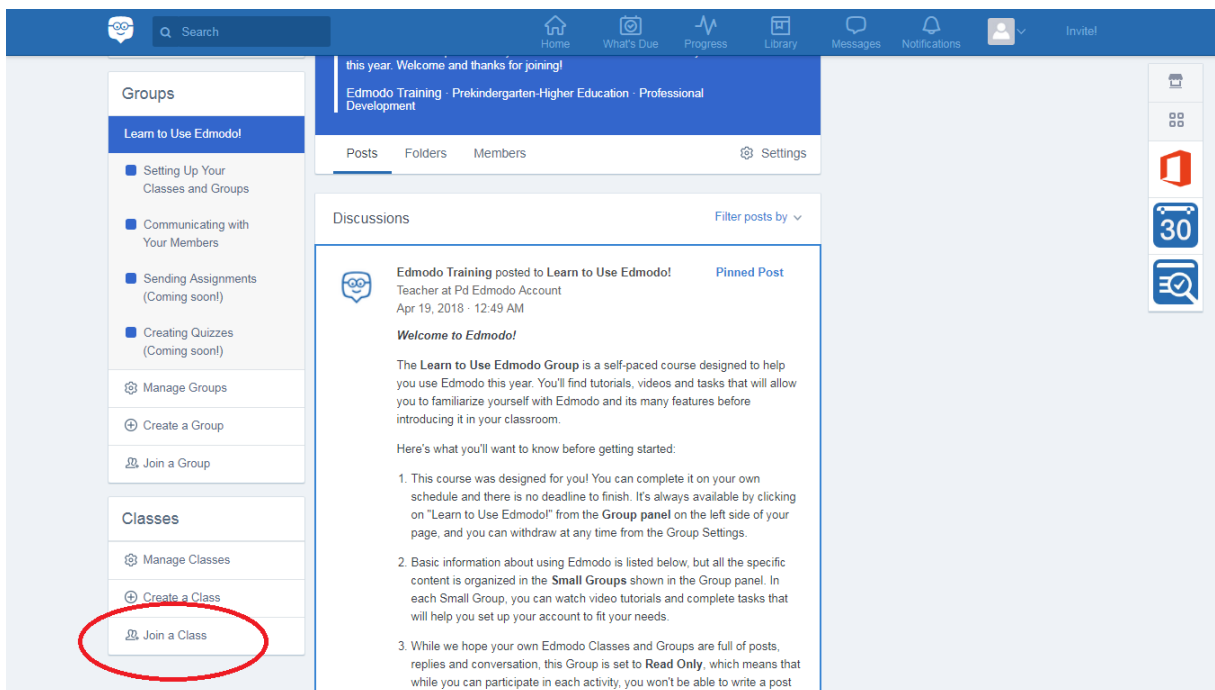 Search
Home
What's Due
Progress
Library
Messages
Notifications
Invite!
Groups
Learn to Use Edmodo!
Setting Up Your
Classes and Groups
Communicating with
Your Members
Sending Assignments
(Coming soon!)
Creating Quizzes
(Coming soon!)
Manage Groups
Create a Group
Join a Group
Classes
Manage Classes
Create a Class
Join a Class
this year. Welcome and thanks for joining!
Edmodo Training · Prekindergarten-Higher Education · Professional
Development
Posts Folders Members Settings
Discussions Filter posts by
Edmodo Training posted to Learn to Use Edmodo! Pinned Post
Teacher at Pd Edmodo Account
Apr 19, 2018 · 12:49 AM
Welcome to Edmodo!
The Learn to Use Edmodo Group is a self-paced course designed to help
you use Edmodo this year. You'll find tutorials, videos and tasks that will allow
you to familiarize yourself with Edmodo and its many features before
introducing it in your classroom.
Here's what you'll want to know before getting started:
1. This course was designed for you! You can complete it on your own
schedule and there is no deadline to finish. It's always available by clicking
on "Learn to Use Edmodo!" from the Group panel on the left side of your
page, and you can withdraw at any time from the Group Settings.
2. Basic information about using Edmodo is listed below, but all the specific
content is organized in the Small Groups shown in the Group panel. In
each Small Group, you can watch video tutorials and complete tasks that
will help you set up your account to fit your needs.
3. While we hope your own Edmodo Classes and Groups are full of posts,
replies and conversation, this Group is set to Read Only, which means that
while you can participate in each activity, you won't be able to write a post
30